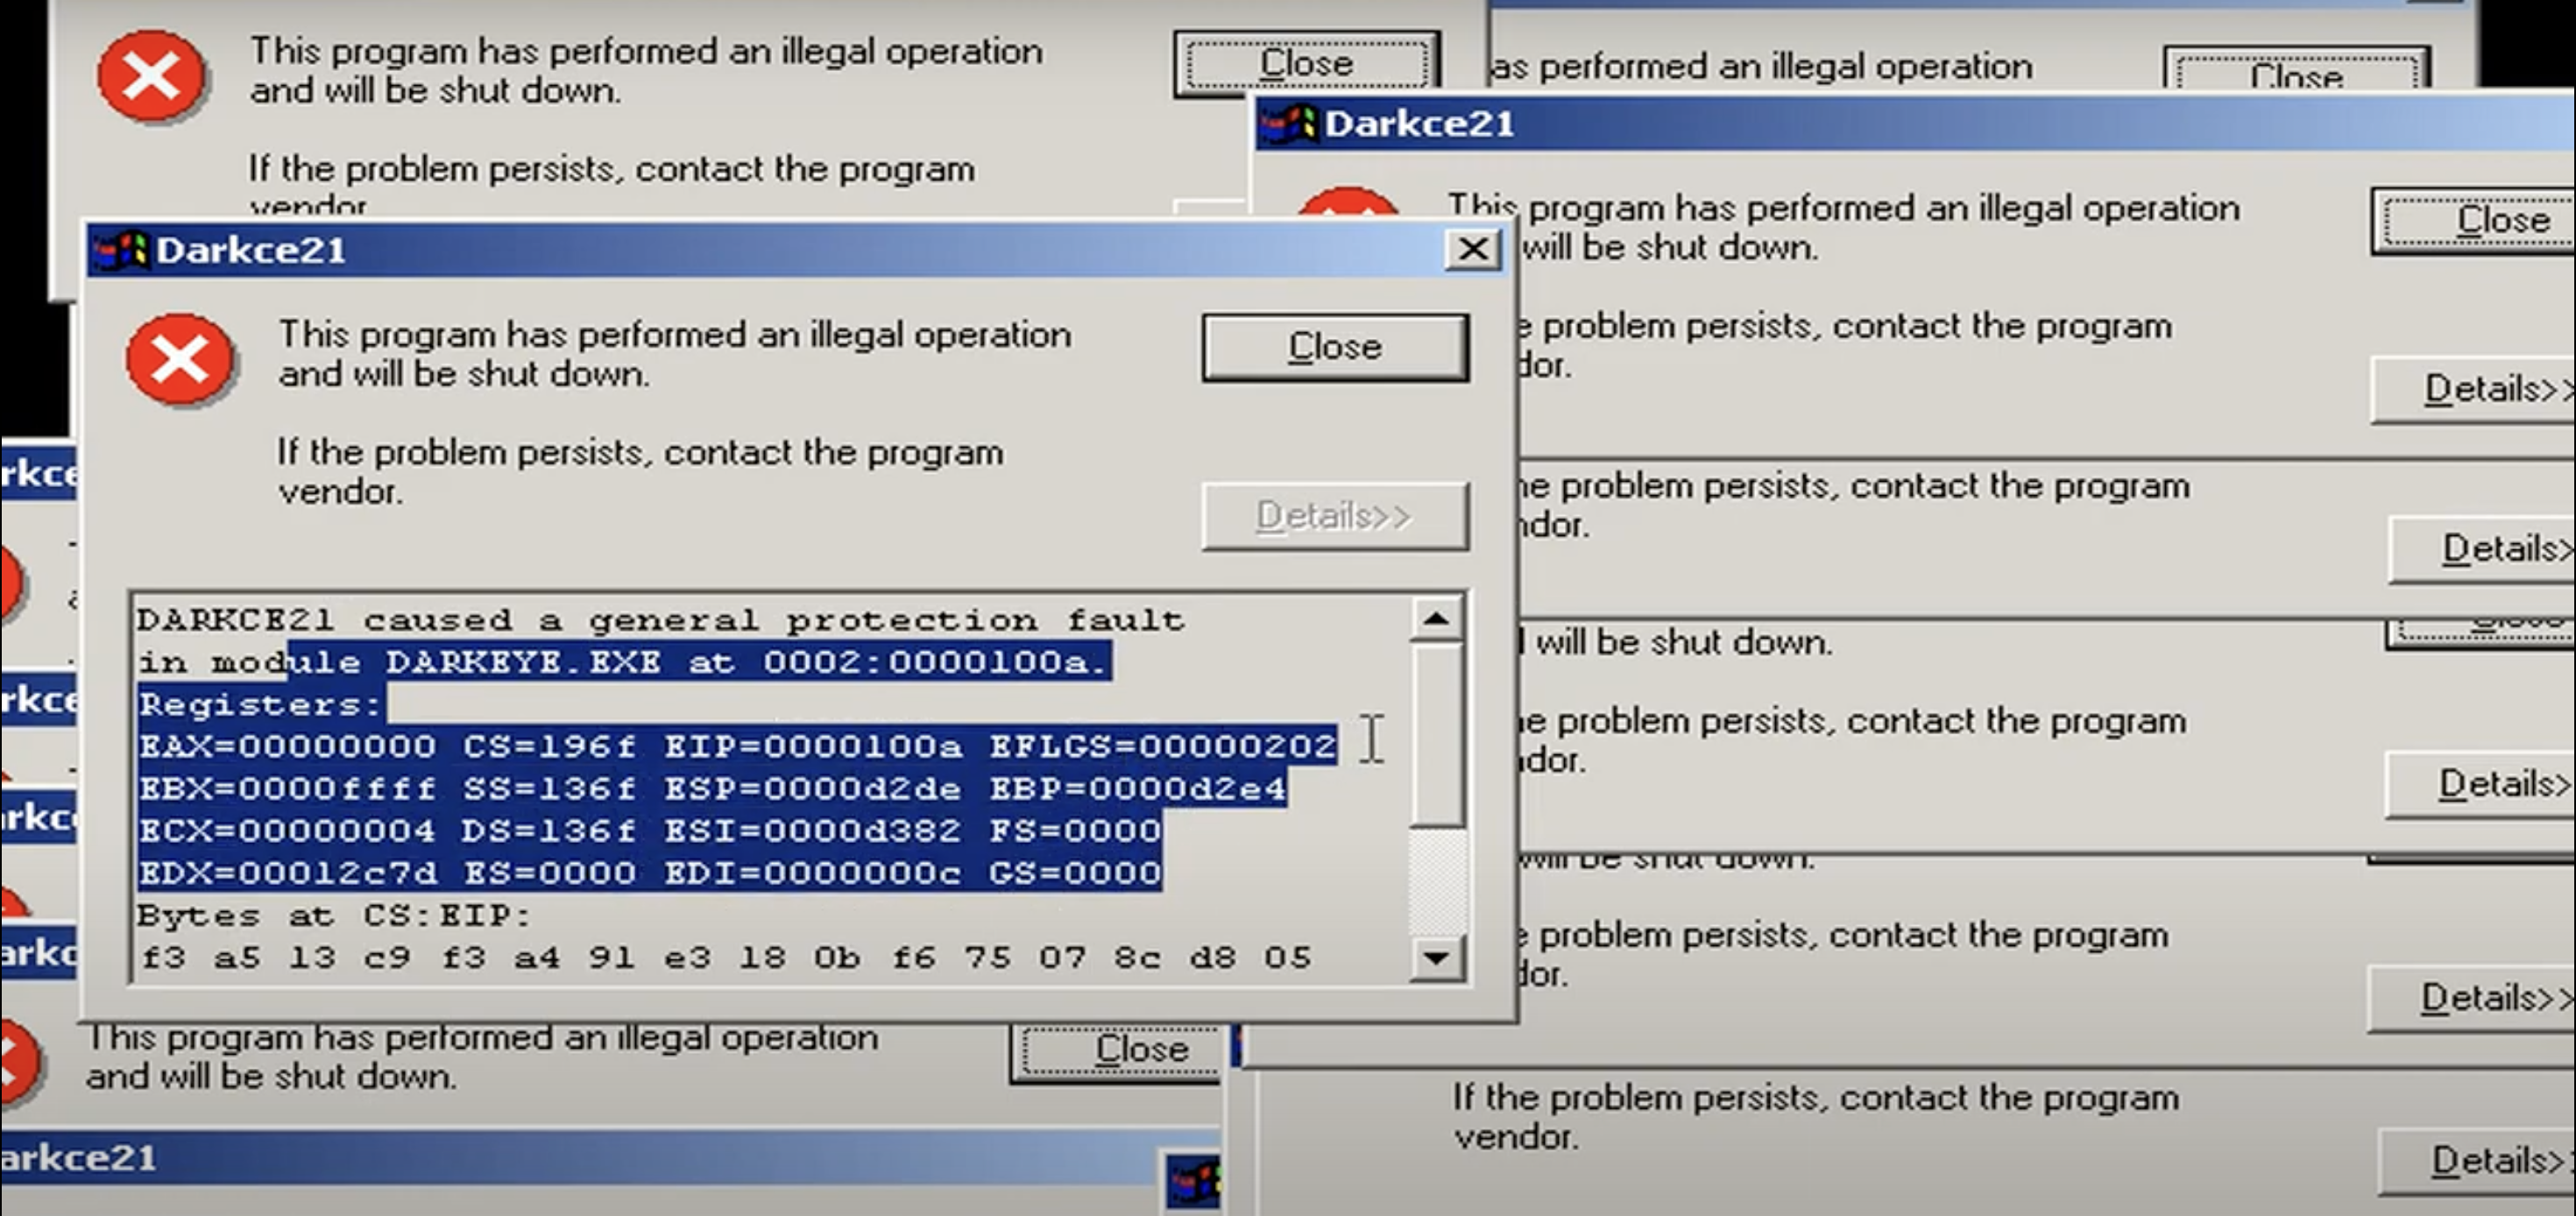 This program has performed an illegal operation
and will be shut down.
Close
If the problem persists, contact the program
vendor
as performed an illegal operation
Close
Darkce21
This program has performed an illegal operation
will be shut down.
Close
e problem persists, contact the program
dor.
Details>>
Darkce21
This program has performed an illegal operation
and will be shut down.
Close
If the problem persists, contact the program
vendor.
Details>>
DARKCE21 caused a general protection fault
in module DARKEYE.EXE at 0002:0000100a.
Registers:
EAX=00000000 CS=196f EIP=0000100a EFLGS=00000202
EBX=0000ffff SS=136f ESP=0000d2de EBP=0000d2e4
ECX=00000004 DS=136f ESI=0000d382 FS=0000
EDX=00012c7d ES=0000 EDI=0000000c GS=0000
Bytes at CS:EIP:
f3 a5 13 c9 f3 a4 91 e3 18 0b f6 75 07 8c d8 05
he problem persists, contact the program
ndor.
Details>
will be shut down.
Close
e problem persists, contact the program
dor.
Details>
will be shut down.
e problem persists, contact the program
dor.
Details>>
If the problem persists, contact the program
vendor.
Details>>
rkce
rkce
arkc
arkc
This program has performed an illegal operation
and will be shut down.
Close
arkce21